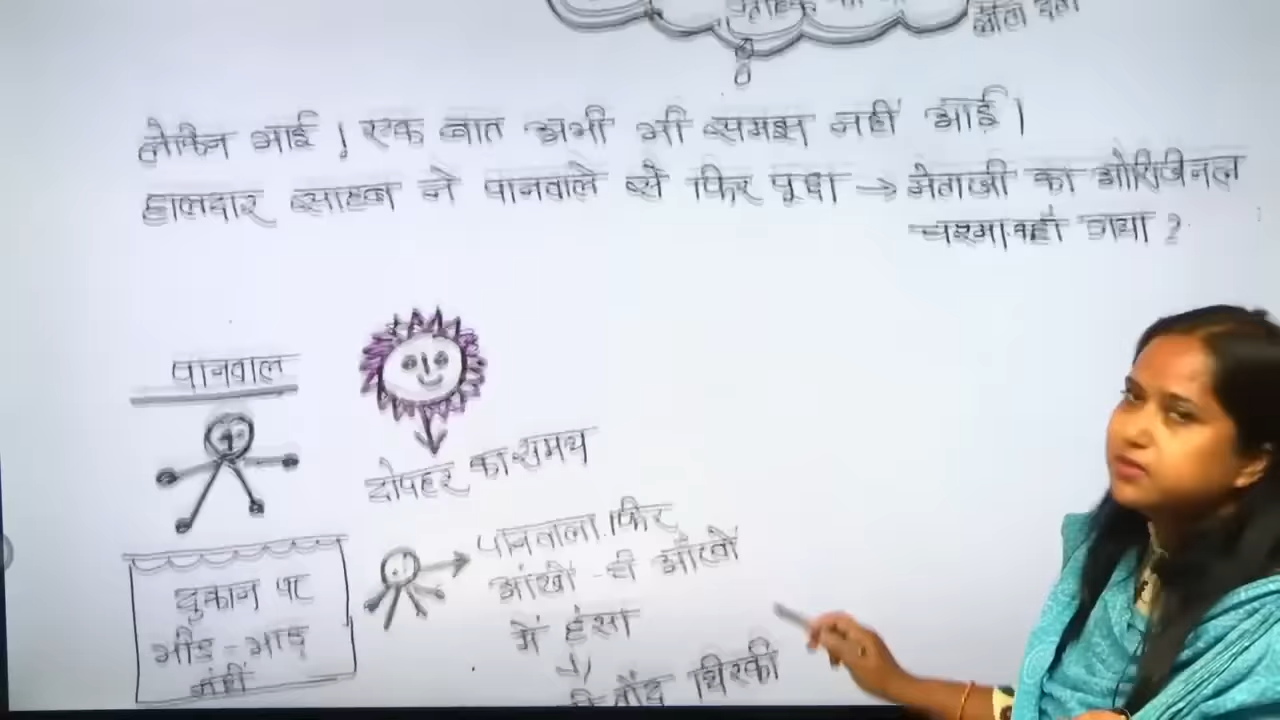 लेकिन भाई ! एक बात अभी भी समझ नहीं आई।
हालदार साहब ने पानवाले से फिर पूछा → नेताजी का ओरिजिनल
चश्मा कहाँ गया ?
पानवाल
दोपहर का समय
दुकान पर
भीड़ - भाड़
नहीं
पानवाला फिर
आंखों - ही आँखों
में हंसा
तोंद थिरकी